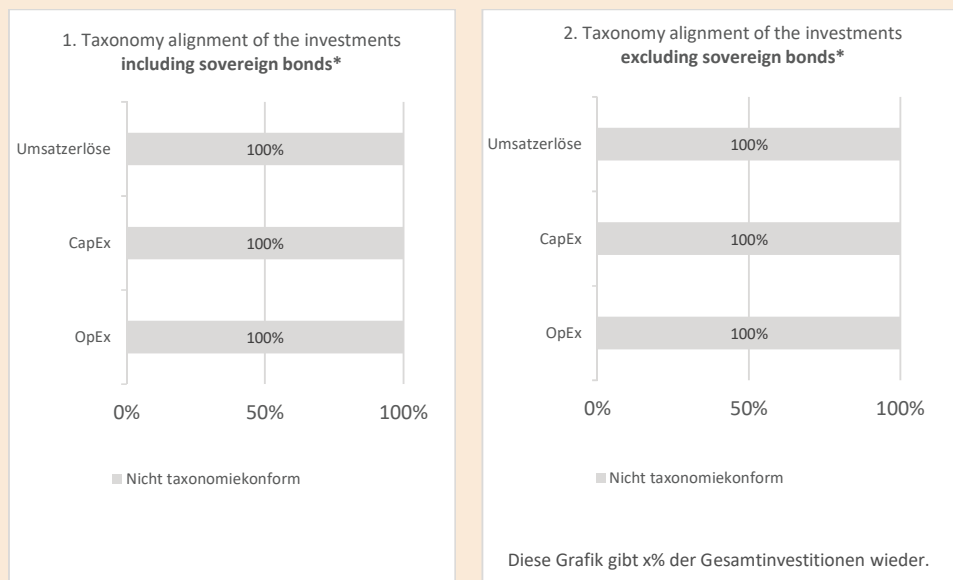 1. Taxonomy alignment of the investments
including sovereign bonds*
Umsatzerlöse
100%
CapEx
100%
OpEx
100%
0%
50%
100%
Nicht taxonomiekonform
2. Taxonomy alignment of the investments
excluding sovereign bonds*
Umsatzerlöse
100%
CapEx
100%
OpEx
100%
0%
50%
100%
Nicht taxonomiekonform
Diese Grafik gibt x% der Gesamtinvestitionen wieder.